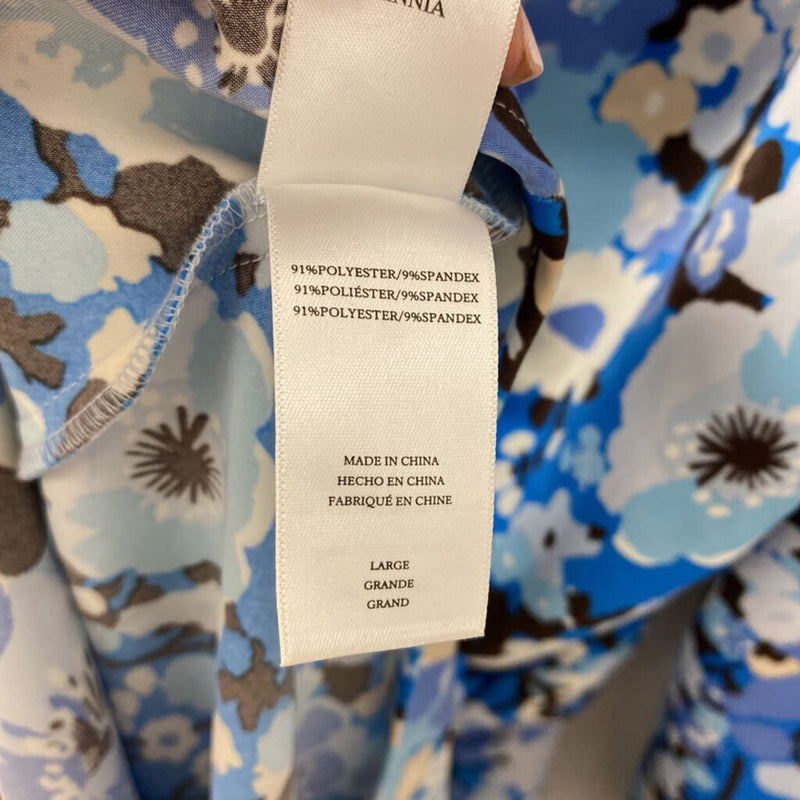 91%POLYESTER/9%SPANDEX
91%POLIÉSTER/9%SPANDEX
91%POLYESTER/9%SPANDEX
MADE IN CHINA
HECHO EN CHINA
FABRIQUÉ EN CHINE
LARGE
GRANDE
GRAND